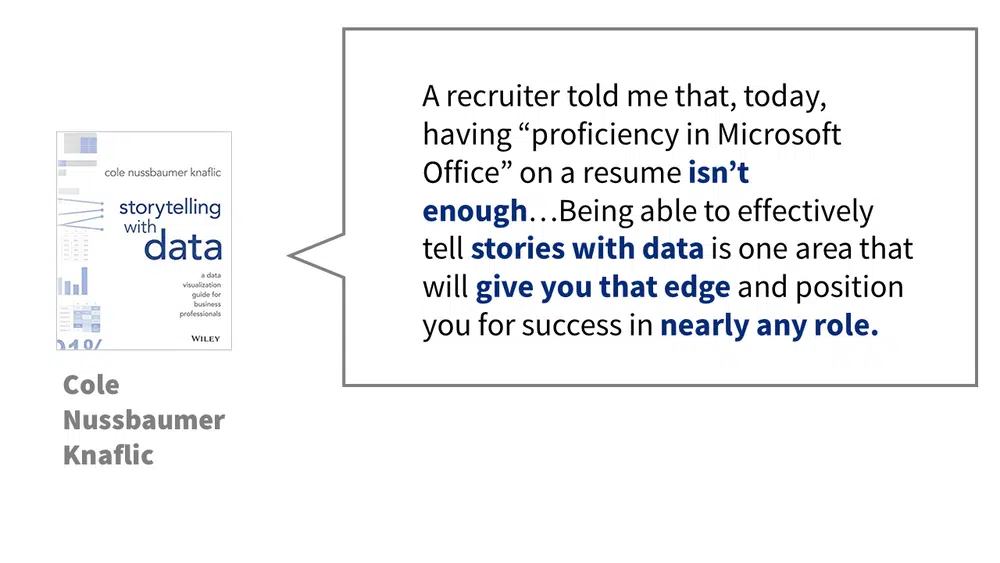 cole nussbaumer knaflic
storytelling
with
data
a data
visualization
guide for
business
professionals
WILEY
Cole
Nussbaumer
Knaflic
A recruiter told me that, today,
having “proficiency in Microsoft
Office” on a resume isn’t
enough…Being able to effectively
tell stories with data is one area that
will give you that edge and position
you for success in nearly any role.